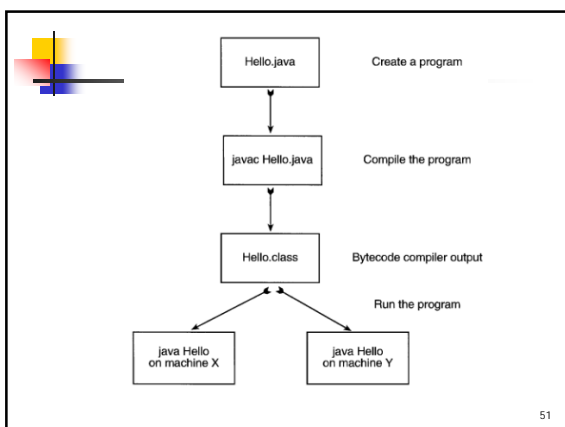 Hello.java Create a program
javac Hello.java Compile the program
Hello.class Bytecode compiler output
Run the program
java Hello
on machine X
java Hello
on machine Y
51